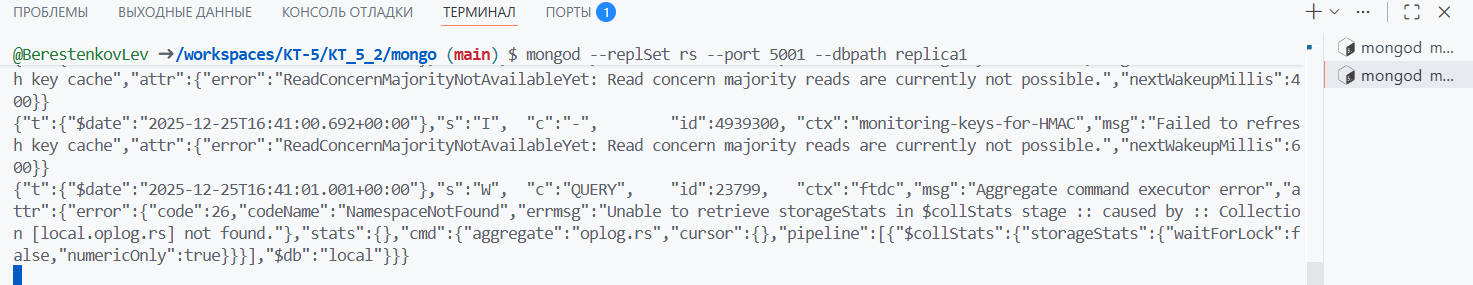 ПРОБЛЕМЫ ВЫХОДНЫЕ ДАННЫЕ КОНСОЛЬ ОТЛАДКИ ТЕРМИНАЛ ПОРТЫ 1
@BerestenkovLev ➜/workspaces/KT-5/KT_5_2/mongo (main) $ mongod --replSet rs --port 5001 --dbpath replica1
h key cache","attr":{"error":"ReadConcernMajorityNotAvailableYet: Read concern majority reads are currently not possible.","nextWakeupMillis":4
00}}
{"t":{"$date":"2025-12-25T16:41:00.692+00:00"},"s":"I",  "c":"-",        "id":4939300, "ctx":"monitoring-keys-for-HMAC","msg":"Failed to refres
h key cache","attr":{"error":"ReadConcernMajorityNotAvailableYet: Read concern majority reads are currently not possible.","nextWakeupMillis":6
00}}
{"t":{"$date":"2025-12-25T16:41:01.001+00:00"},"s":"W",  "c":"QUERY",    "id":23799,   "ctx":"ftdc","msg":"Aggregate command executor error","a
ttr":{"error":{"code":26,"codeName":"NamespaceNotFound","errmsg":"Unable to retrieve storageStats in $collStats stage :: caused by :: Collectio
n [local.oplog.rs] not found."},"stats":{},"cmd":{"aggregate":"oplog.rs","cursor":{},"pipeline":[{"$collStats":{"storageStats":{"waitForLock":f
alse,"numericOnly":true}}}],"$db":"local"}}}
mongod m...
mongod m...